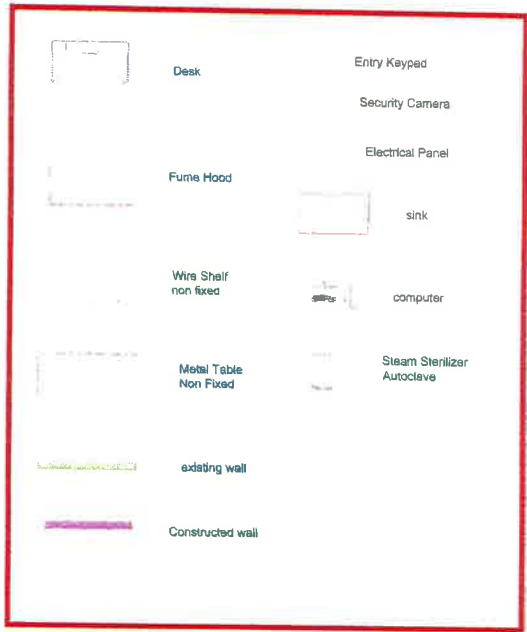 Desk
Entry Keypad
Security Camera
Electrical Panel
Fume Hood
sink
Wire Shelf
non fixed
computer
Metal Table
Non Fixed
Steam Sterilizer
Autoclave
existing wall
Constructed wall